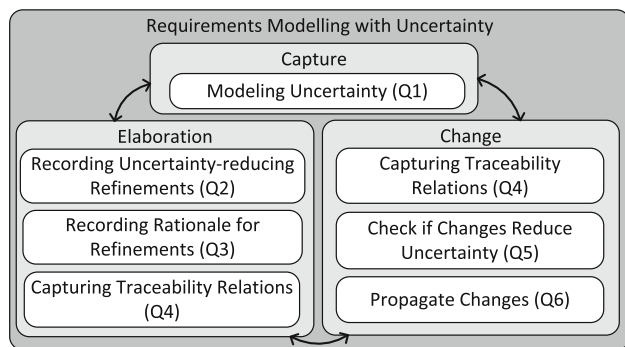 Requirements Modelling with Uncertainty
Capture
Modeling Uncertainty (Q1)
Elaboration
Recording Uncertainty-reducing
Refinements (Q2)
Recording Rationale for
Refinements (Q3)
Capturing Traceability Relations
(Q4)
Change
Capturing Traceability
Relations (Q4)
Check if Changes Reduce
Uncertainty (Q5)
Propagate Changes (Q6)